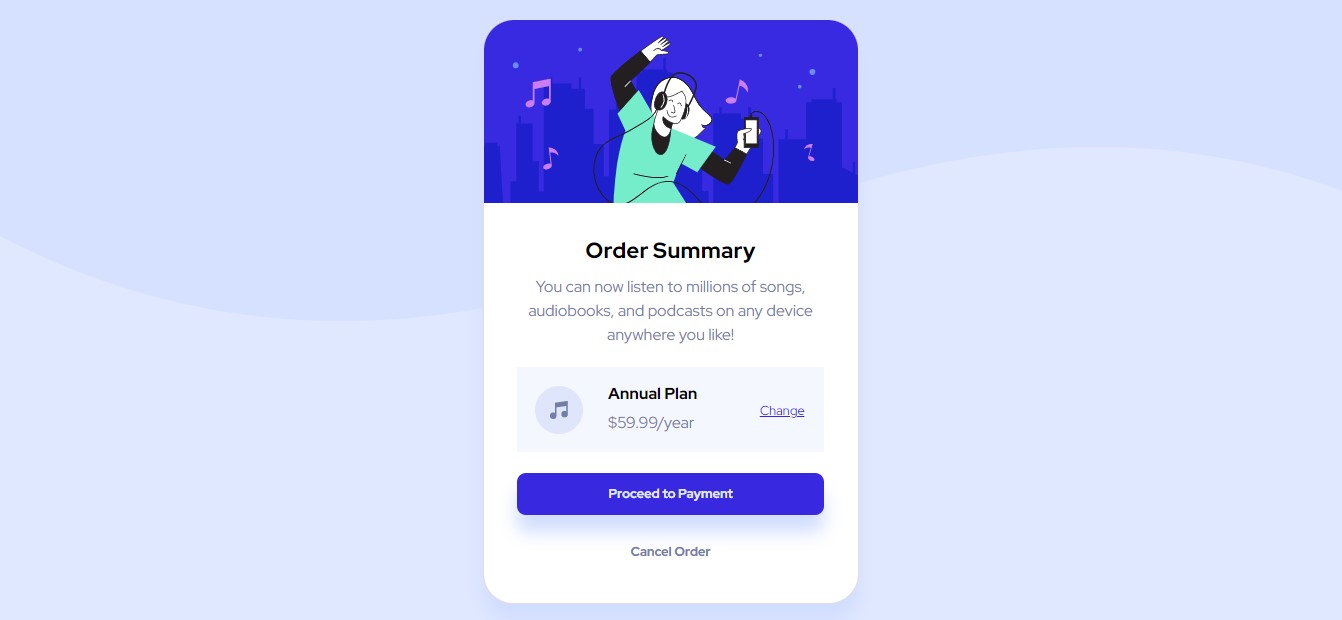 Order Summary
You can now listen to millions of songs,
audiobooks, and podcasts on any device
anywhere you like!
Annual Plan
$59.99/year
Change
Proceed to Payment
Cancel Order